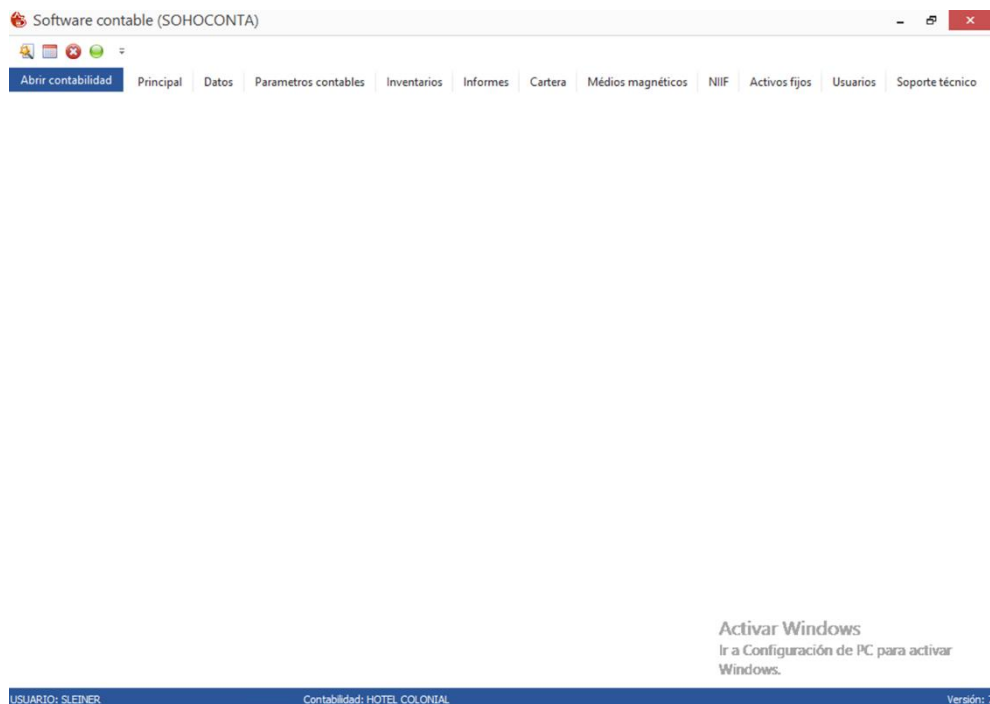 Software contable (SOHOCONTA)
Abrir contabilidad Principal Datos Parametros contables Inventarios Informes Cartera Médios magnéticos NIIF Activos fijos Usuarios Soporte técnico
Activar Windows
Ir a Configuración de PC para activar
Windows.
USUARIO: SLEINER Contabilidad: HOTEL COLONIAL Versión: